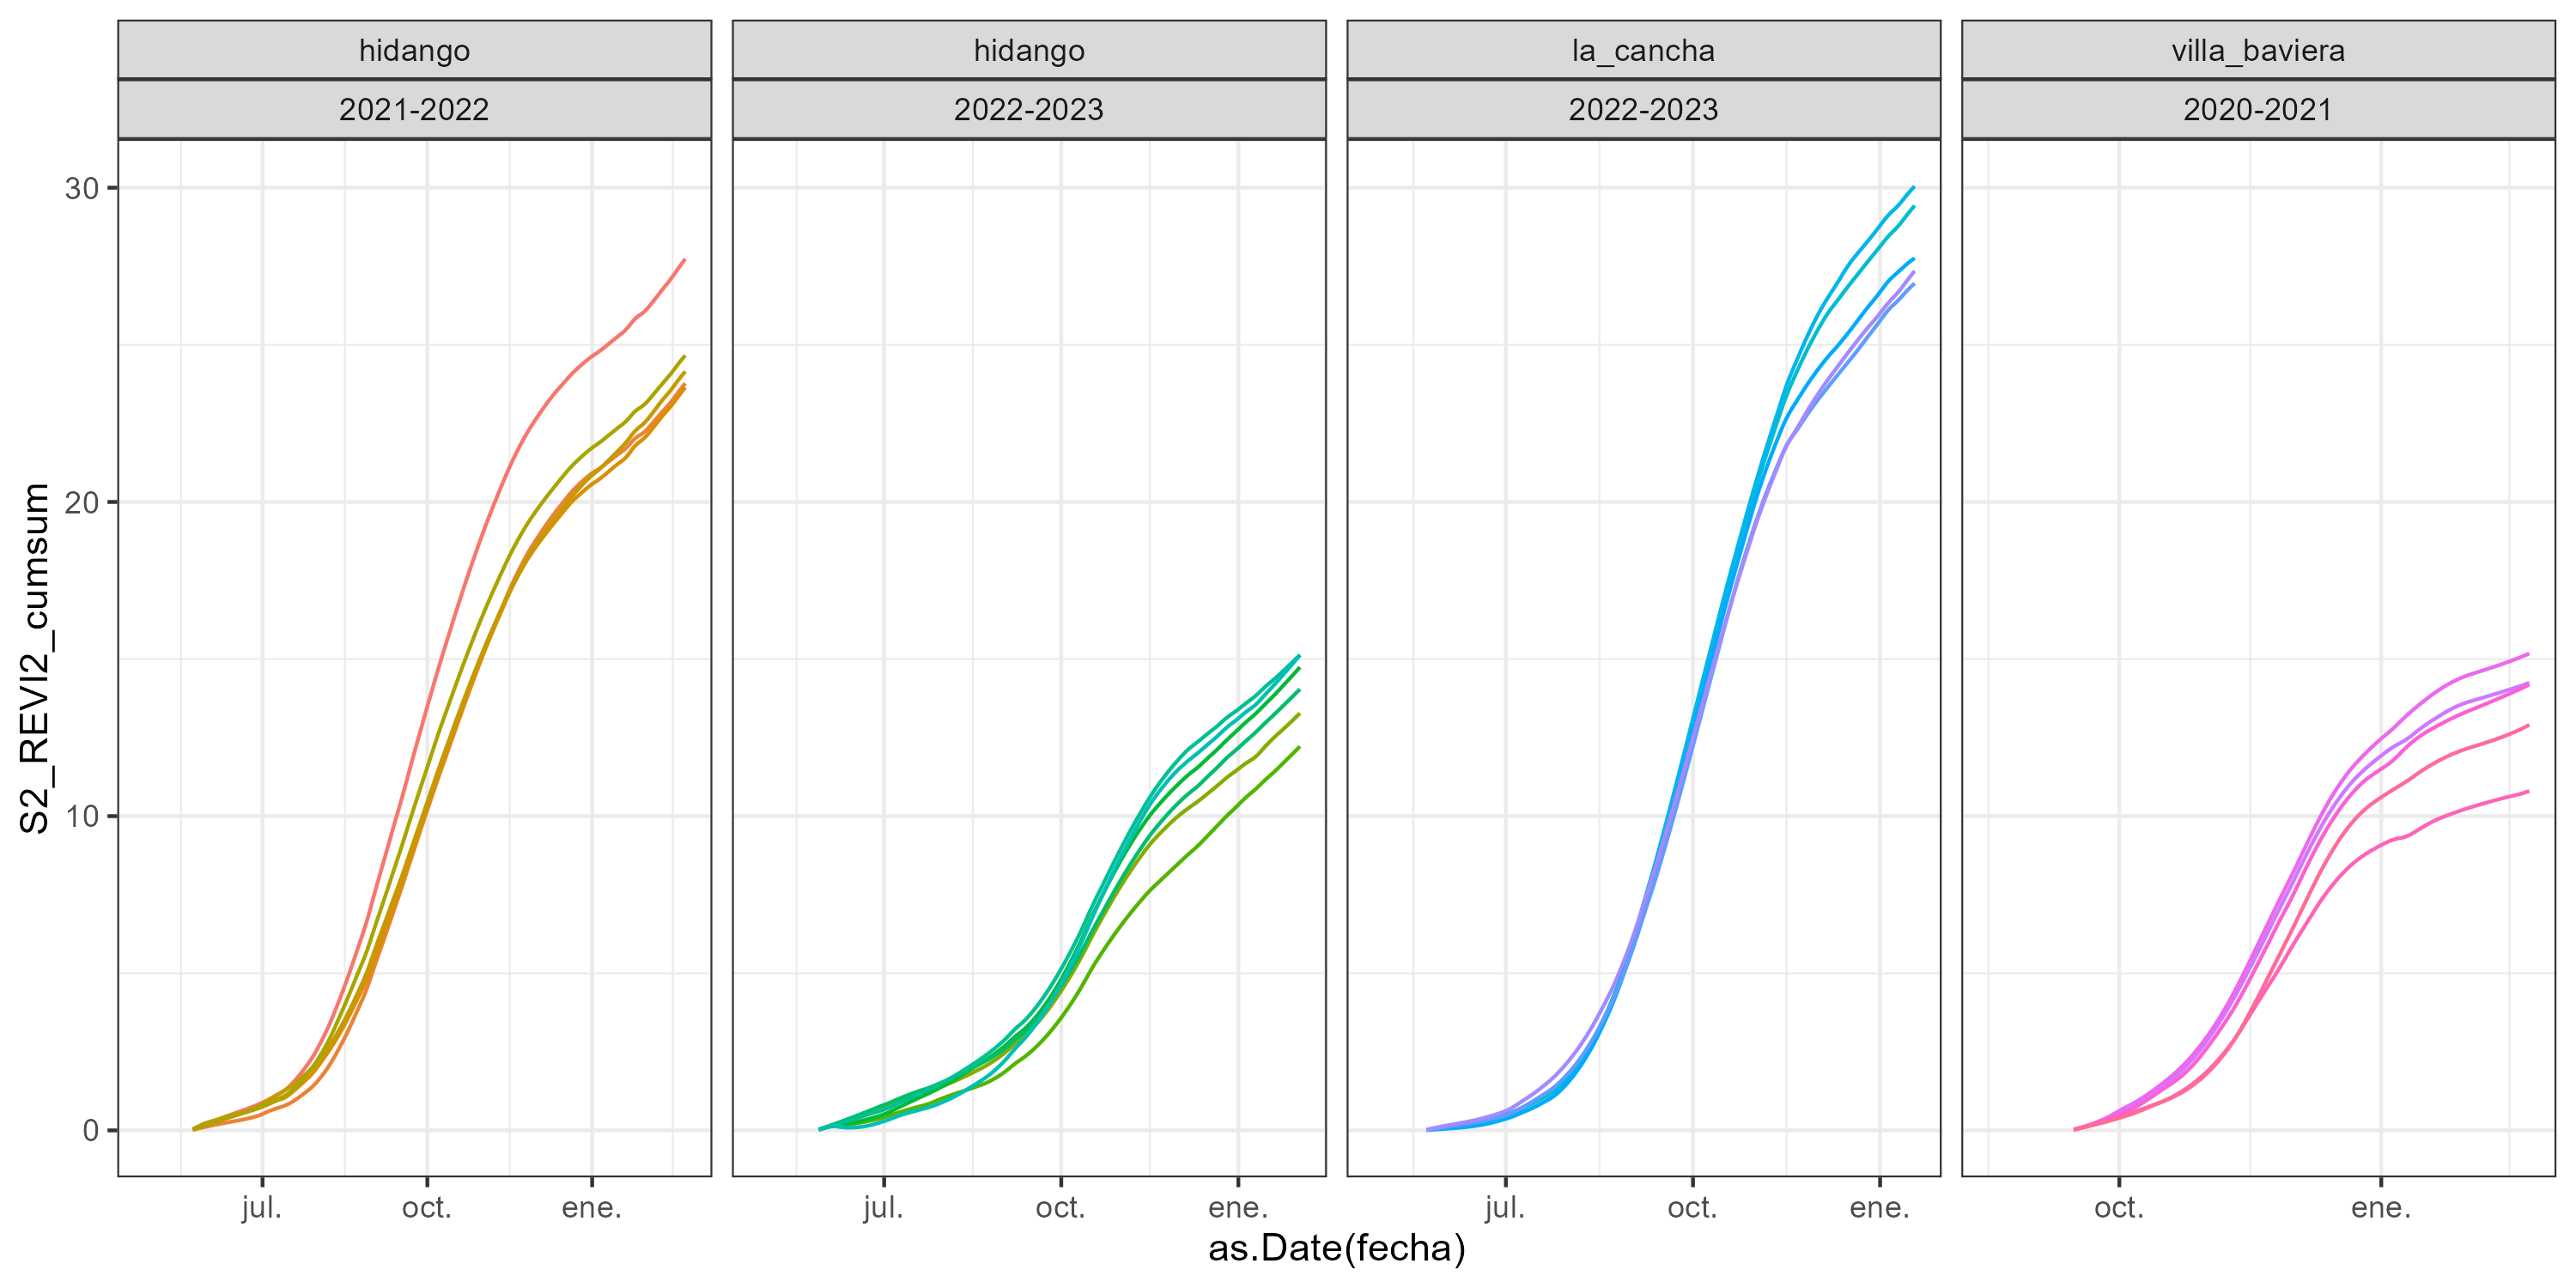 hidango
hidango
la_cancha
villa_baviera
2021-2022
2022-2023
2022-2023
2020-2021
S2_REVI2_cumsum
30
20
10
0
jul.
oct.
ene.
jul.
oct.
ene.
jul.
oct.
ene.
oct.
ene.
as.Date(fecha)